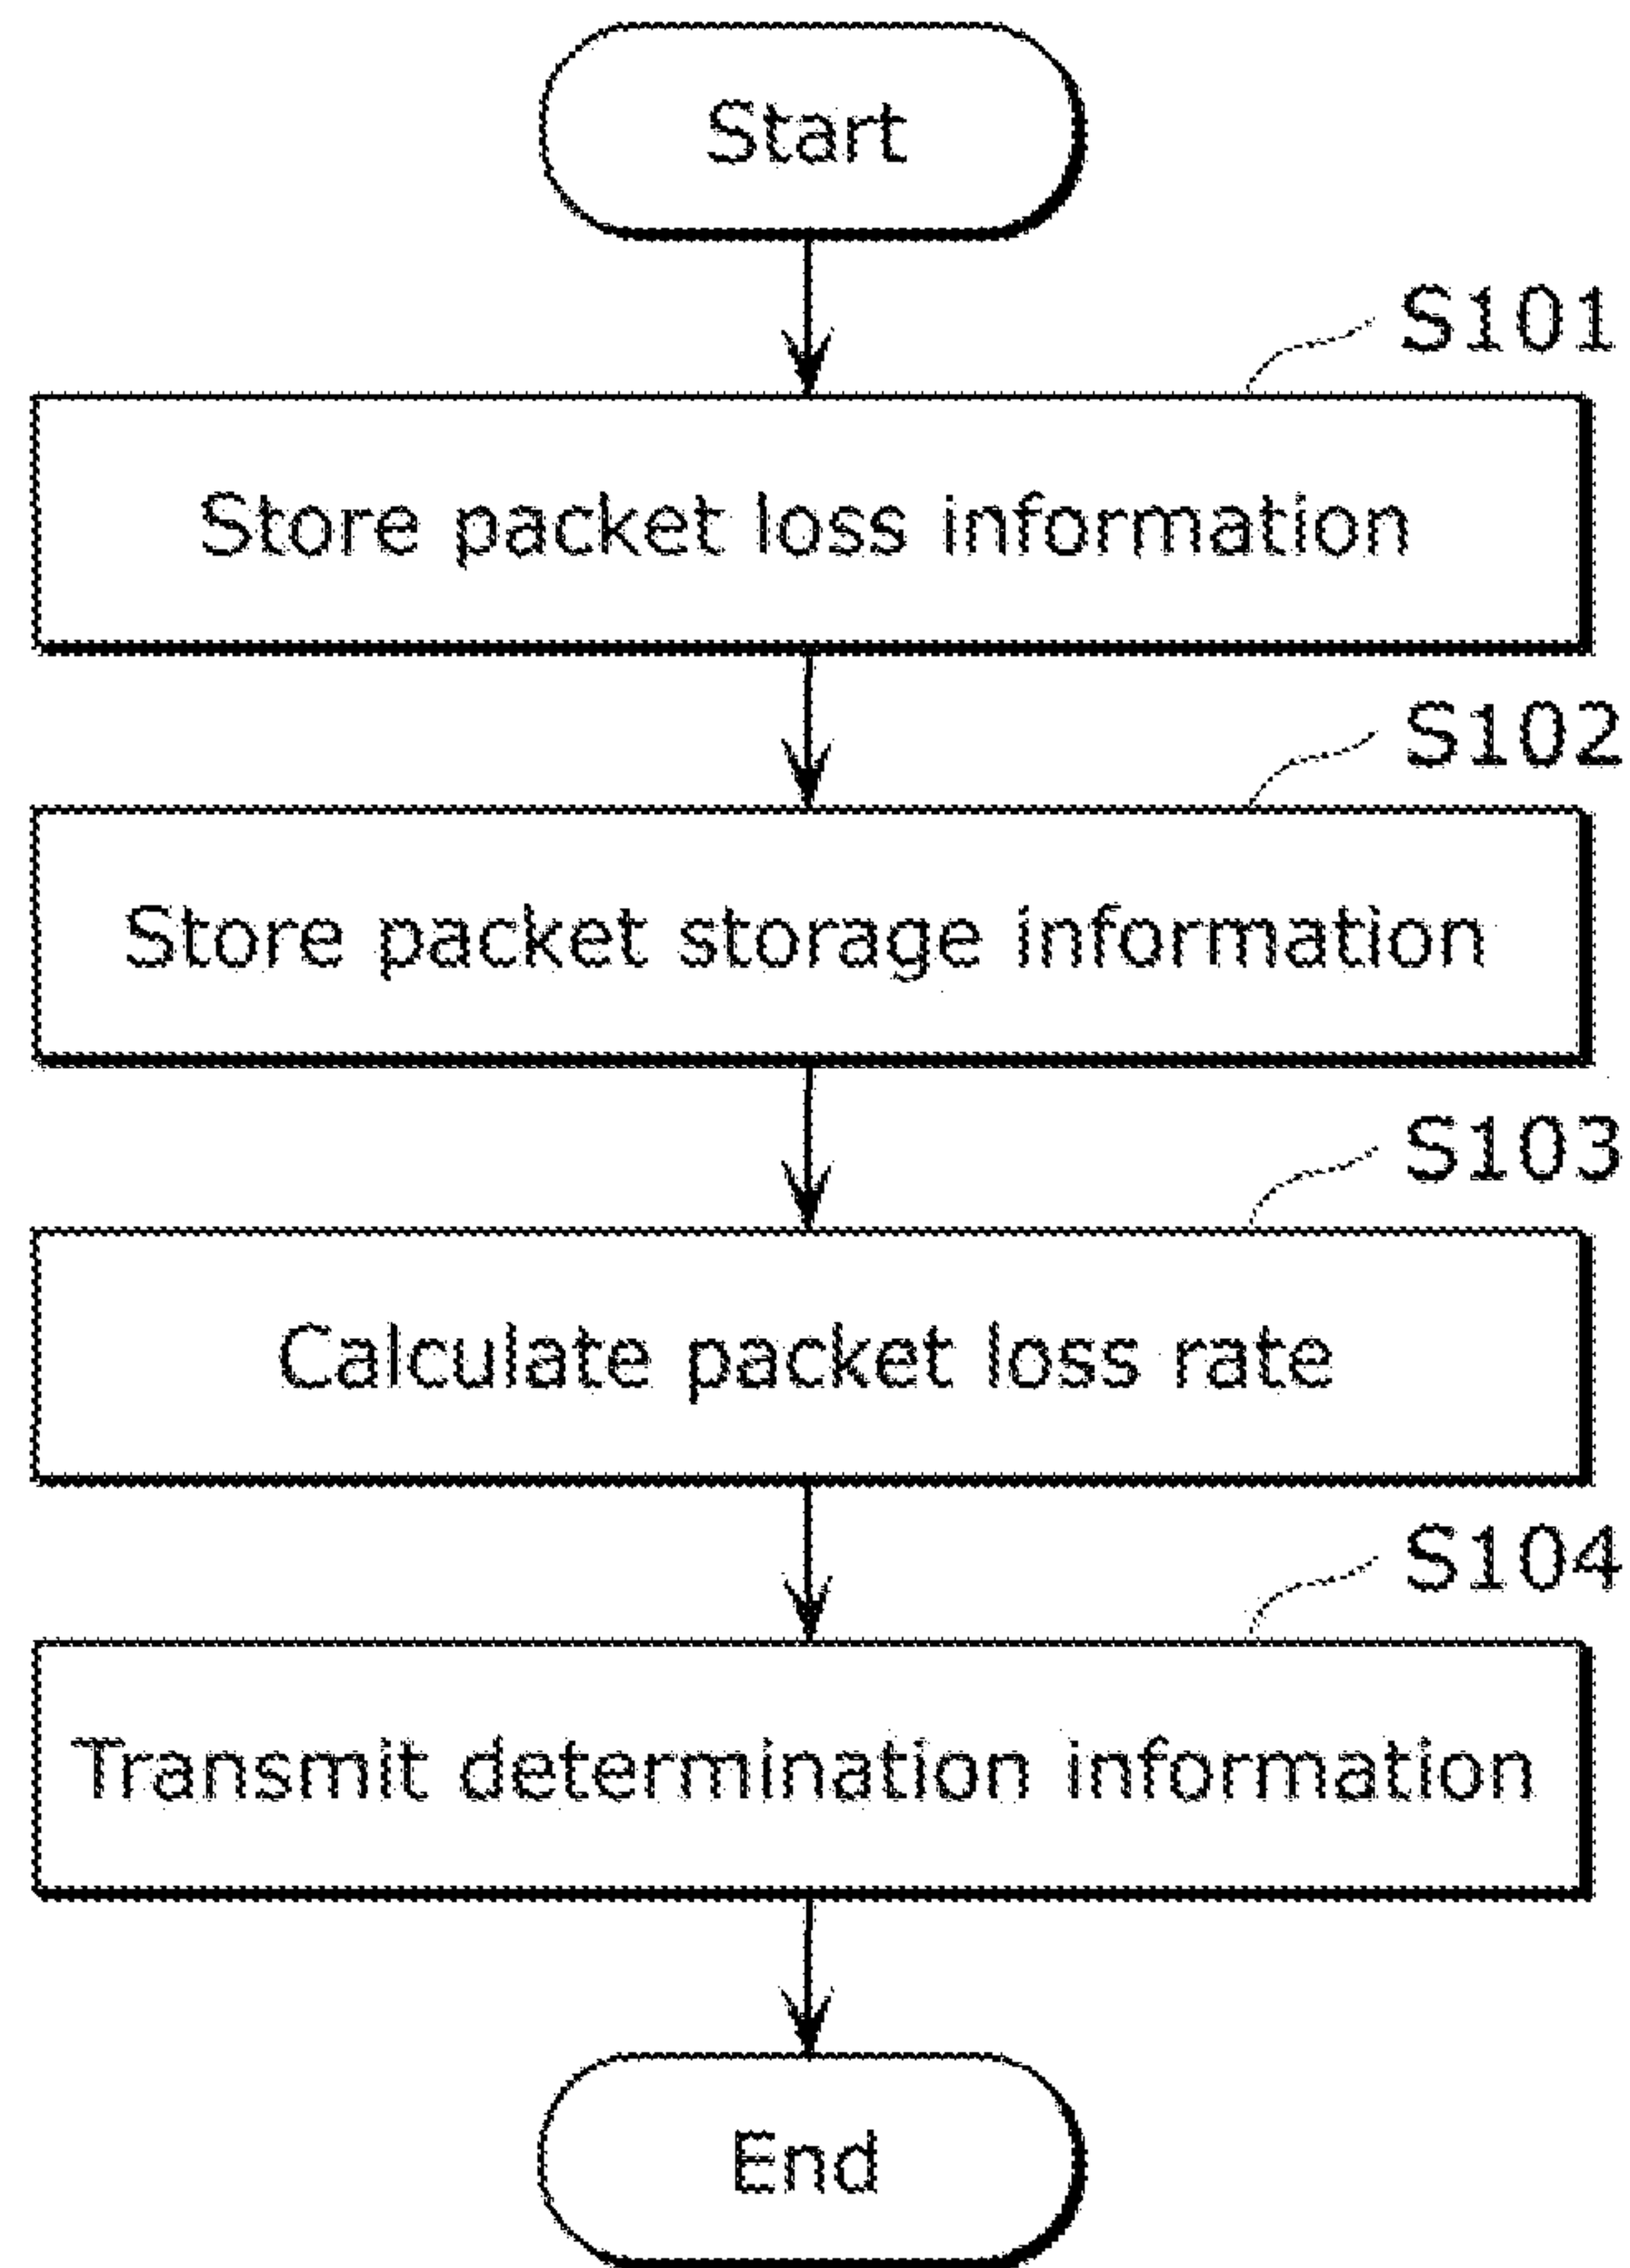 Start
S101
Store packet loss information
S102
Store packet storage information
S103
Calculate packet loss rate
S104
Transmit determination information
End